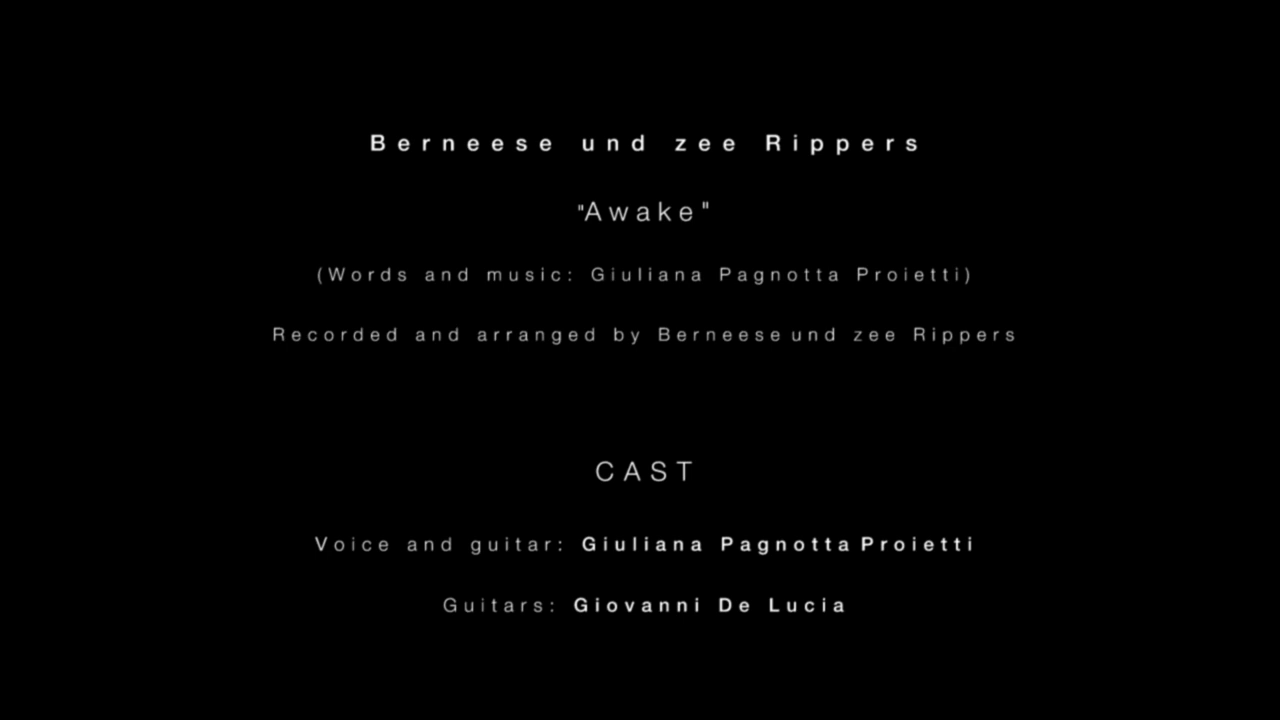 Berneese und zee Rippers
"Awake"
(Words and music: Giuliana Pagnotta Proietti)
Recorded and arranged by Berneese und zee Rippers
CAST
Voice and guitar: Giuliana Pagnotta Proietti
Guitars: Giovanni De Lucia